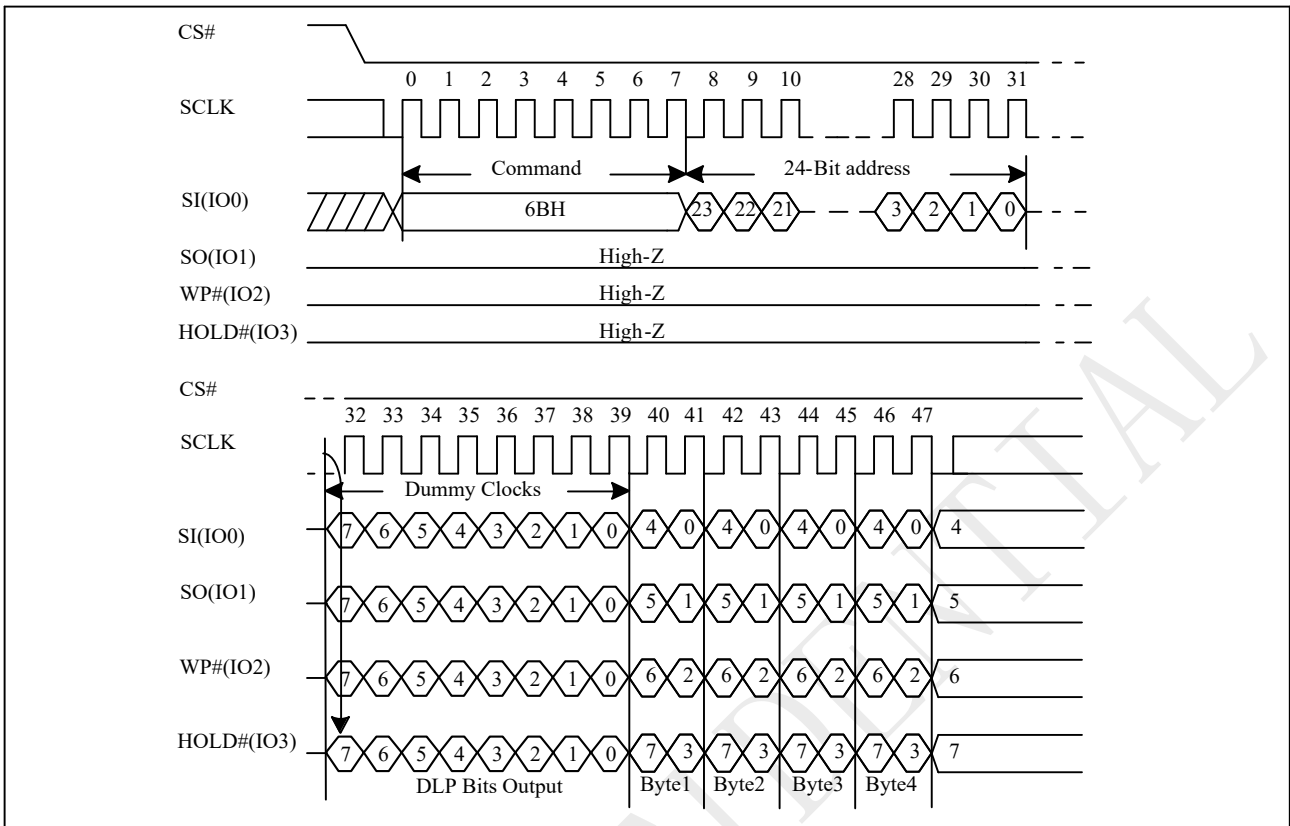 CS#
0 1 2 3 4 5 6 7 8 9 10 28 29 30 31
SCLK
Command 24-Bit address
SI(IO0) 6BH 23 22 21 3 2 1 0
SO(IO1) High-Z
WP#(IO2) High-Z
HOLD#(IO3) High-Z
CS#
32 33 34 35 36 37 38 39 40 41 42 43 44 45 46 47
SCLK
Dummy Clocks
SI(IO0) 7 6 5 4 3 2 1 0 4 0 4 0 4 0 4 0 4
SO(IO1) 7 6 5 4 3 2 1 0 5 1 5 1 5 1 5 1 5
WP#(IO2) 7 6 5 4 3 2 1 0 6 2 6 2 6 2 6 2 6
HOLD#(IO3) 7 6 5 4 3 2 1 0 7 3 7 3 7 3 7 3 7
DLP Bits Output Byte1 Byte2 Byte3 Byte4